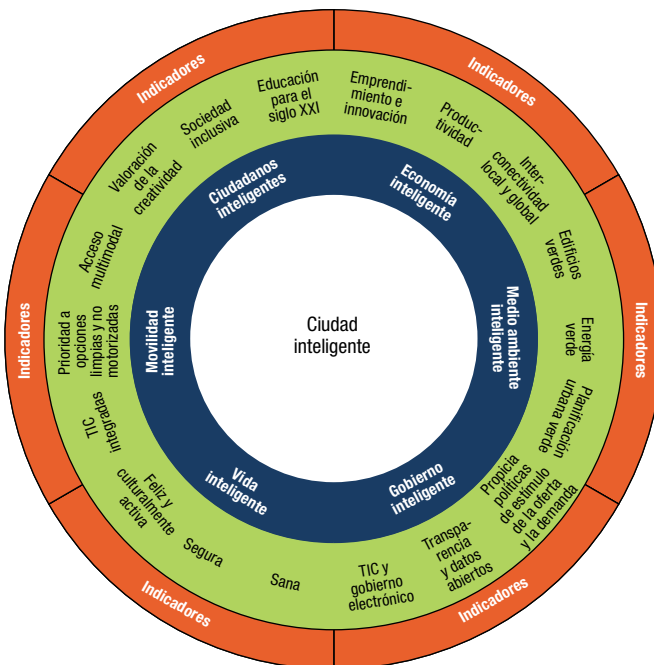 Indicadores
Indicadores
Indicadores
Indicadores
Indicadores
Indicadores
Emprendi-
miento e
innovación
Produc-
tividad
Inter-
conectividad
local y global
Edificios
verdes
Energía
verde
Planificación
urbana verde
Propicia
políticas
de estímulo
de la oferta
y la demanda
Transpa-
rencia
y datos
abiertos
TIC y
gobierno
electrónico
Sana
Segura
Feliz y
culturalmente
activa
TIC
integradas
Prioridad a
opciones
limpias y no
motorizadas
Acceso
multimodal
Valoración
de la
creatividad
Sociedad
inclusiva
Educación
para el
siglo XXI
Economía
inteligente
Medio ambiente
inteligente
Gobierno
inteligente
Vida
inteligente
Movilidad
inteligente
Ciudadanos
inteligentes
Ciudad
inteligente